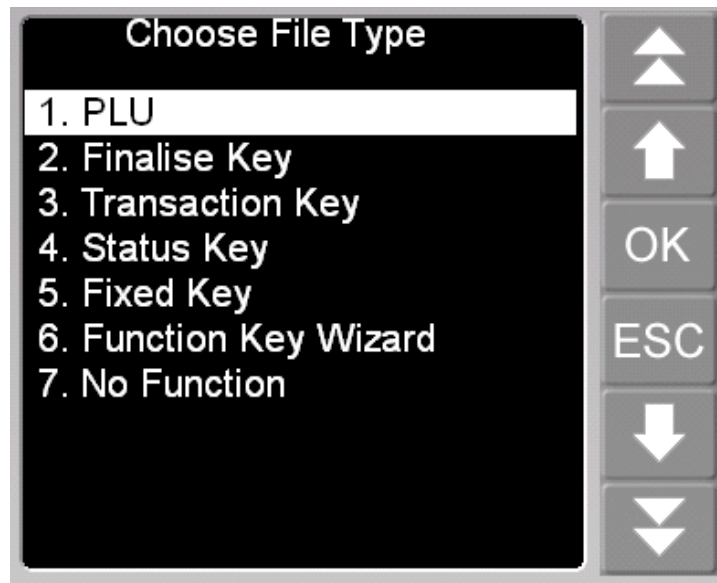 Choose File Type
1. PLU
2. Finalise Key
3. Transaction Key
4. Status Key
5. Fixed Key
6. Function Key Wizard
7. No Function
OK
ESC